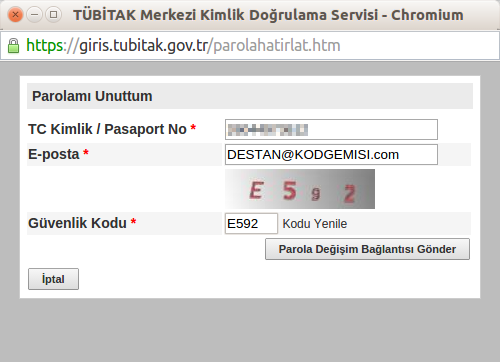 TÜBİTAK Merkezi Kimlik Doğrulama Servisi - Chromium
https://giris.tubitak.gov.tr/parolahatirlat.htm
Parolamı Unuttum
TC Kimlik / Pasaport No *
E-posta * DESTAN@KODGEMISI.com
E 5 9 2
Güvenlik Kodu * E592 Kodu Yenile
Parola Değişim Bağlantısı Gönder
İptal